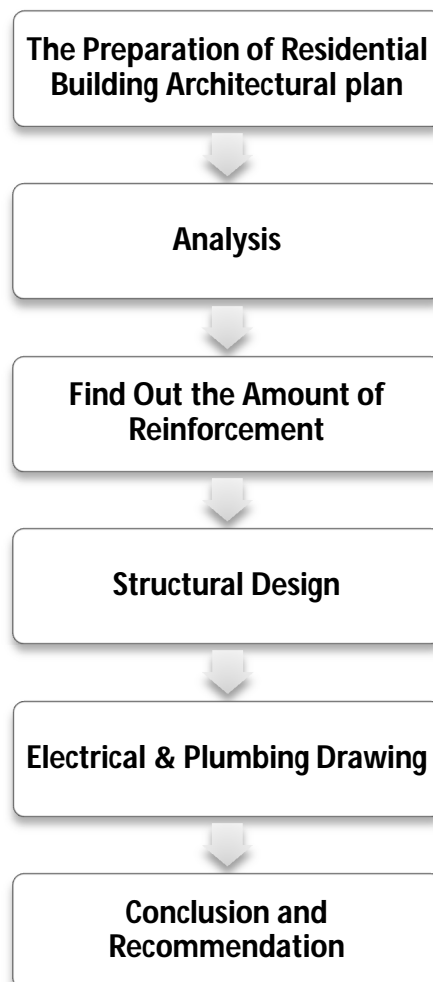 The Preparation of Residential
Building Architectural plan
Analysis
Find Out the Amount of
Reinforcement
Structural Design
Electrical & Plumbing Drawing
Conclusion and
Recommendation